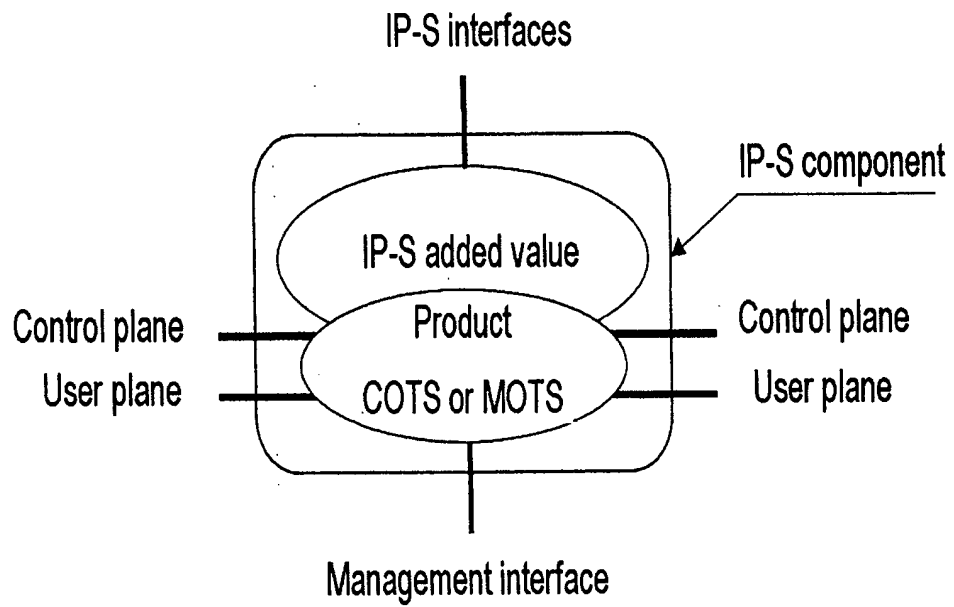 IP-S interfaces
IP-S component
IP-S added value
Control plane
Product
Control plane
User plane
COTS or MOTS
User plane
Management interface